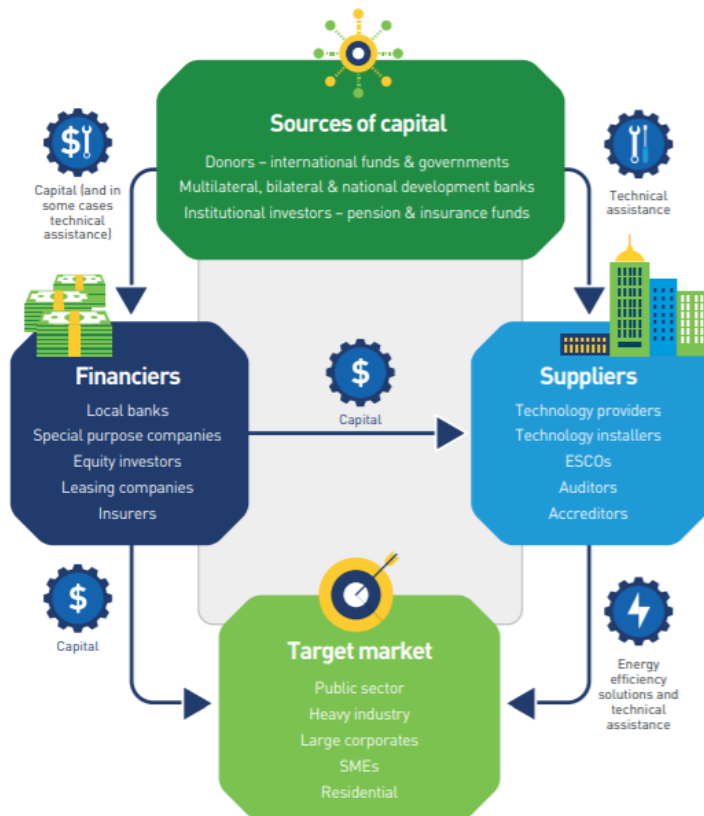 Sources of capital
Donors – international funds & governments
Multilateral, bilateral & national development banks
Institutional investors – pension & insurance funds
$
Capital (and in
some cases
technical
assistance)
Technical
assistance
Financiers
Local banks
Special purpose companies
Equity investors
Leasing companies
Insurers
$
Capital
Suppliers
Technology providers
Technology installers
ESCOs
Auditors
Accreditors
$
Capital
Energy
efficiency
solutions and
technical
assistance
Target market
Public sector
Heavy industry
Large corporates
SMEs
Residential